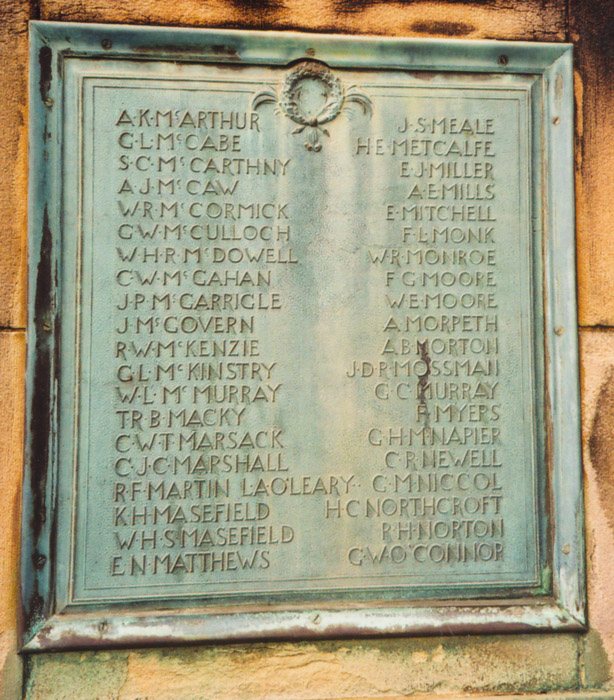 A·K·McARTHUR
G·L·McCABE
S·C·McCARTHNY
A·J·McCAW
W·R·McCORMICK
G·W·McCULLOCH
W·H·R·McDOWELL
C·W·McGAHAN
J·P·McGARRIGLE
J·McGOVERN
R·W·McKENZIE
G·L·McKINSTRY
W·L·McMURRAY
T·R·B·MACKY
C·W·T·MARSACK
C·J·C·MARSHALL
R·F·MARTIN L·A·O'LEARY·
K·H·MASEFIELD
W·H·S·MASEFIELD
E·N·MATTHEWS
J·S·MEALE
H·E·METCALFE
E·J·MILLER
A·E·MILLS
E·MITCHELL
F·L·MONK
W·R·MONROE
F·G·MOORE
W·E·MOORE
A·MORPETH
A·B·MORTON
J·D·R·MOSSMAN
G·C·MURRAY
F·MYERS
G·H·M·NAPIER
C·R·NEWELL
G·M·NICCOL
H·C·NORTHCROFT
R·H·NORTON
G·W·O'CONNOR